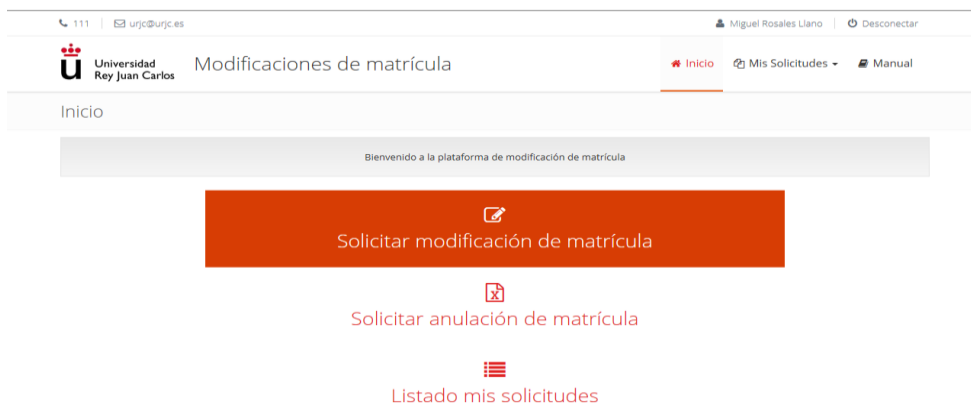 111 urjc@urjc.es Miguel Rosales Llano Desconectar
Universidad
Rey Juan Carlos
Modificaciones de matrícula
Inicio Mis Solicitudes Manual
Inicio
Bienvenido a la plataforma de modificación de matrícula
Solicitar modificación de matrícula
Solicitar anulación de matrícula
Listado mis solicitudes